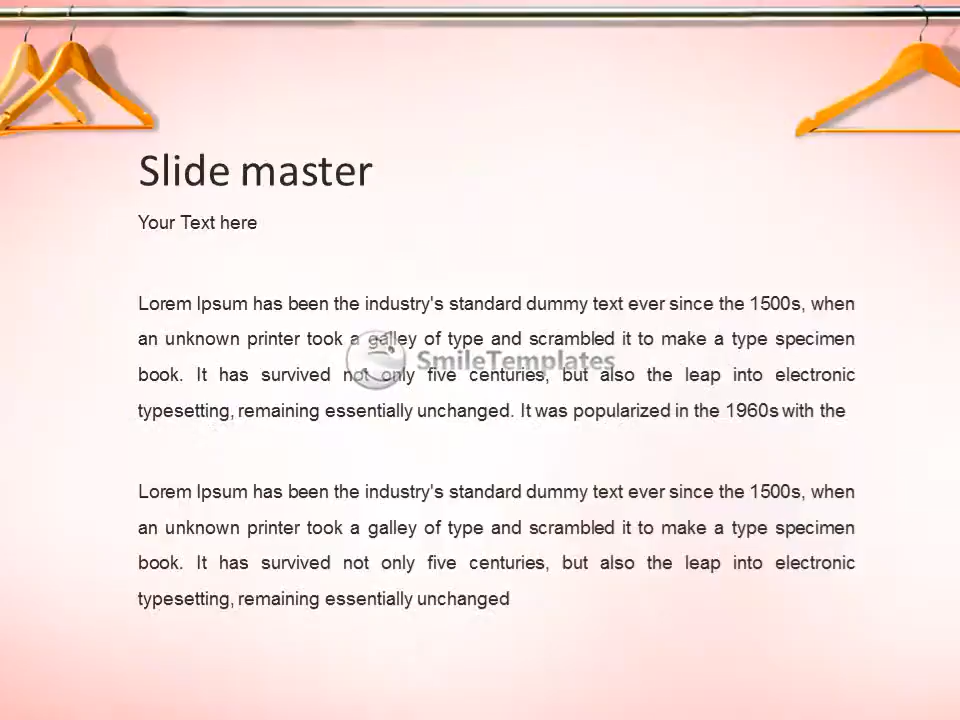 Slide master
Your Text here
Lorem Ipsum has been the industry's standard dummy text ever since the 1500s, when
an unknown printer took a galley of type and scrambled it to make a type specimen
SmileTemplates
book. It has survived not only five centuries, but also the leap into electronic
typesetting, remaining essentially unchanged. It was popularized in the 1960s with the
Lorem Ipsum has been the industry's standard dummy text ever since the 1500s, when
an unknown printer took a galley of type and scrambled it to make a type specimen
book. It has survived not only five centuries, but also the leap into electronic
typesetting, remaining essentially unchanged